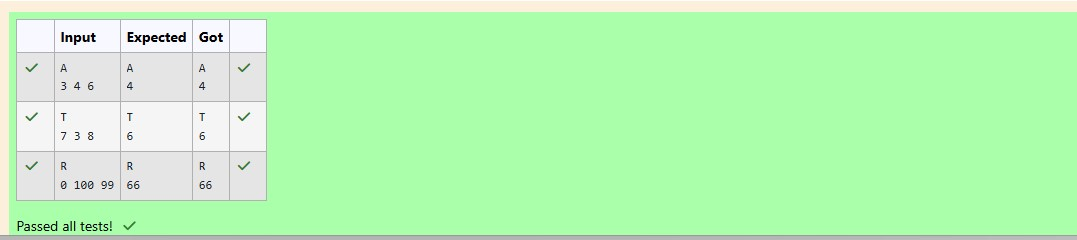 Input Expected Got
A A A
3 4 6 4 4
T T T
7 3 8 6 6
R R R
0 100 99 66 66
Passed all tests!